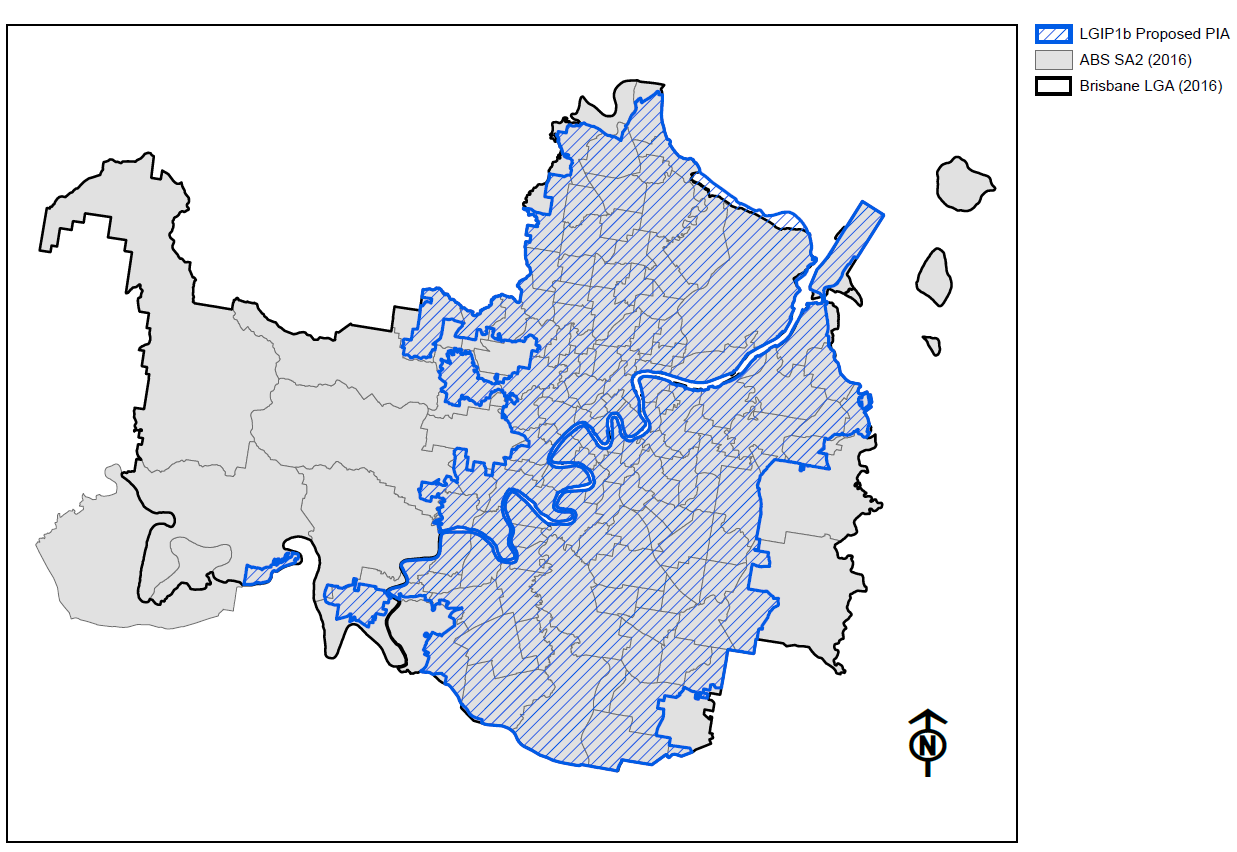 LGIP1b Proposed PIA
ABS SA2 (2016)
Brisbane LGA (2016)
N